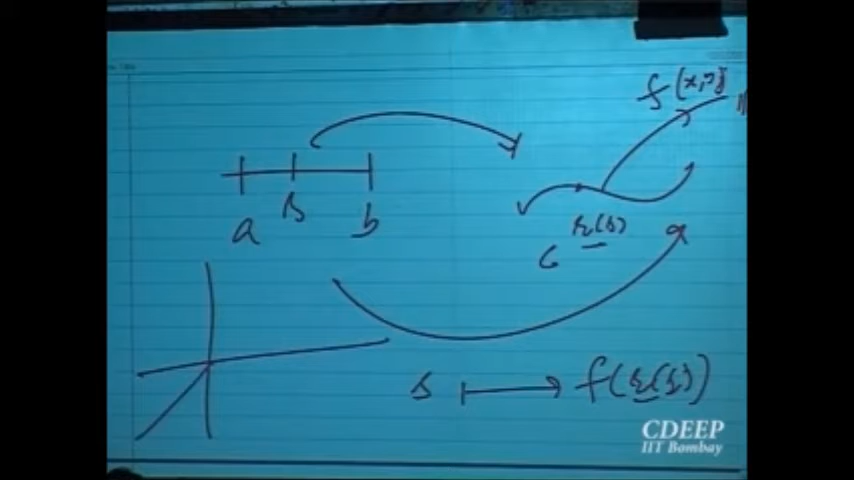 f(x,y)
a s b
r(s)
C
s ⟼ f(r(s))
CDEEP
IIT Bombay